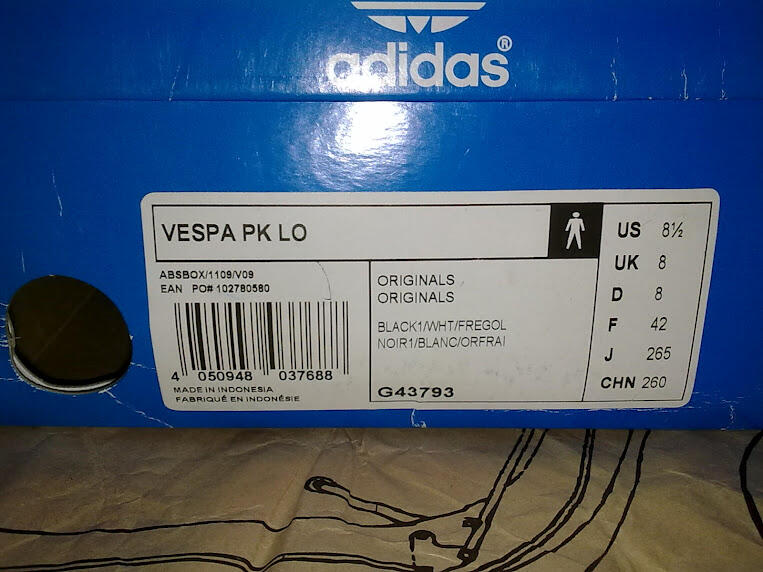 adidas®
VESPA PK LO
ABSBOX/1109/V09
EAN PO# 102780580
4 050948 037688
MADE IN INDONESIA
FABRIQUÉ EN INDONÉSIE
ORIGINALS
ORIGINALS
BLACK1/WHT/FREGOL
NOIR1/BLANC/ORFRAI
G43793
US 8½
UK 8
D 8
F 42
J 265
CHN 260